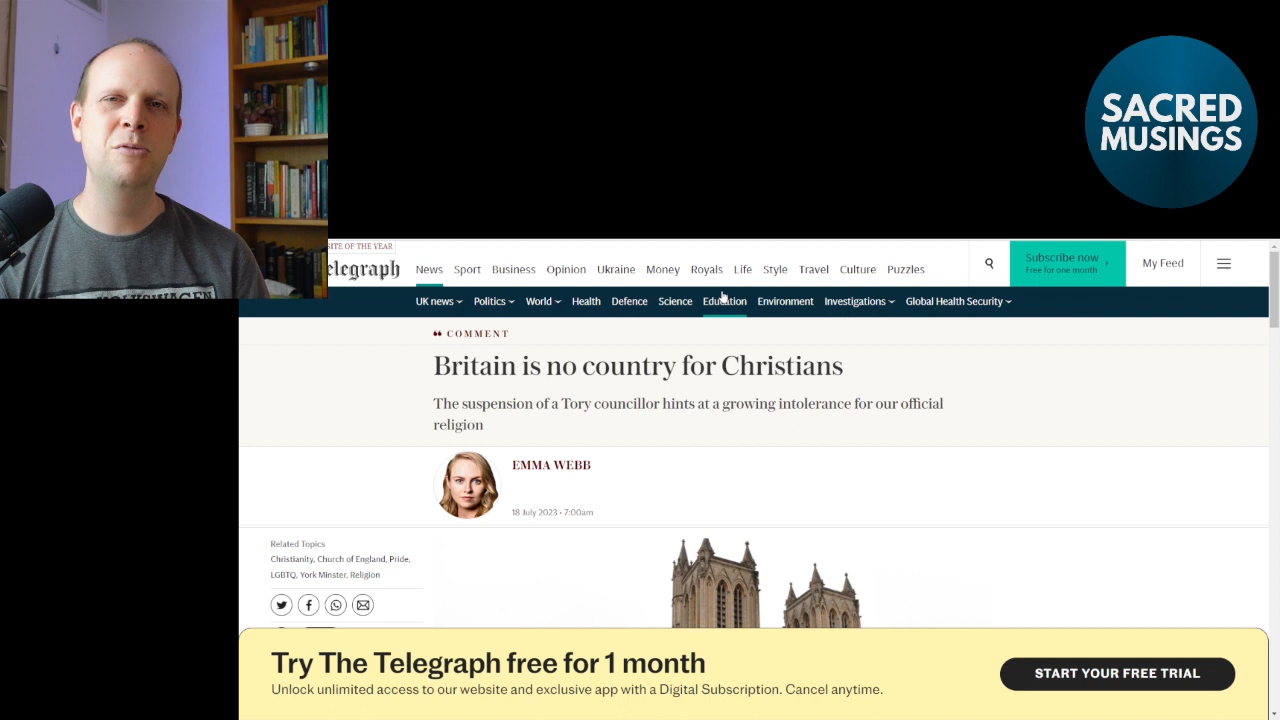 SACRED
MUSINGS
SITE OF THE YEAR
elegraph
News Sport Business Opinion Ukraine Money Royals Life Style Travel Culture Puzzles
Subscribe now
Free for one month
My Feed
UK news Politics World Health Defence Science Education Environment Investigations Global Health Security
COMMENT
Britain is no country for Christians
The suspension of a Tory councillor hints at a growing intolerance for our official
religion
EMMA WEBB
18 July 2023 • 7:00am
Related Topics
Christianity, Church of England, Pride,
LGBTQ, York Minster, Religion
VOLKSWAGEN
Try The Telegraph free for 1 month
Unlock unlimited access to our website and exclusive app with a Digital Subscription. Cancel anytime.
START YOUR FREE TRIAL